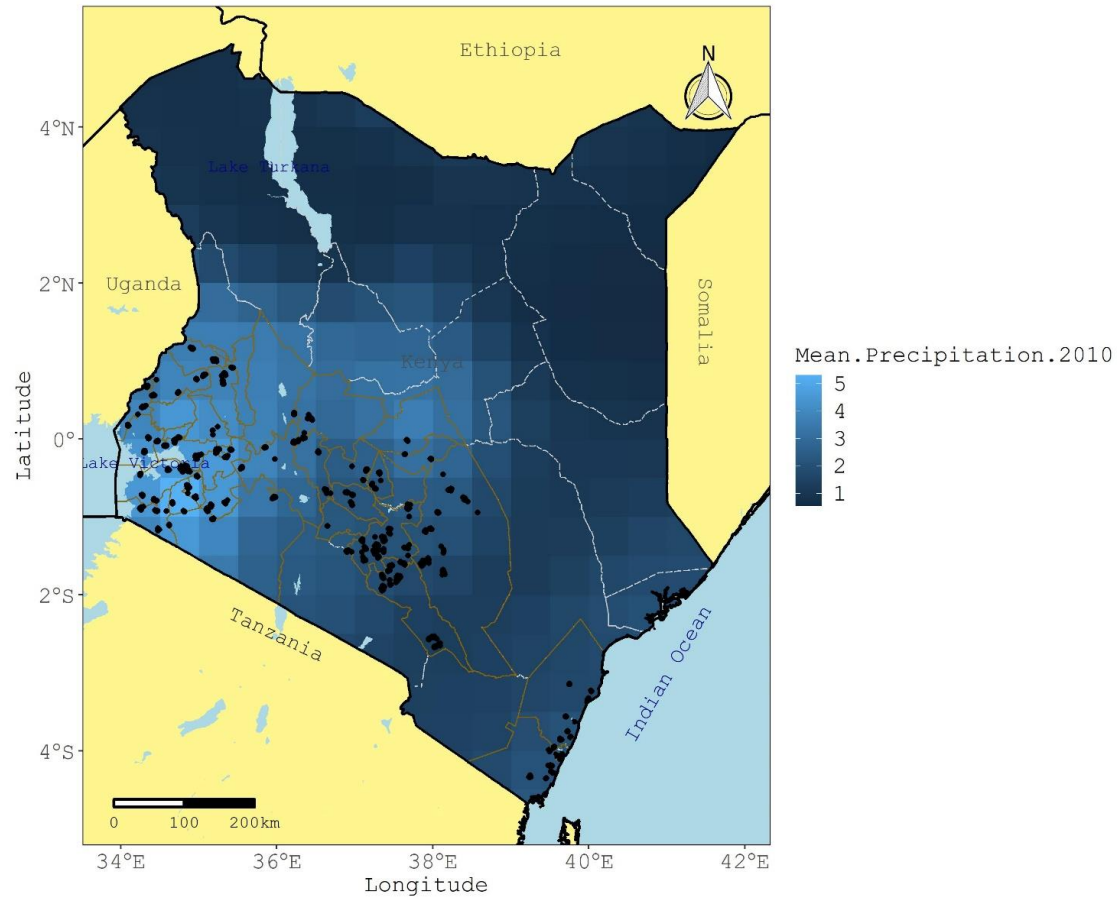 Ethiopia
N
4°N
Lake Turkana
2°N
Uganda
Somalia
Kenya
Mean.Precipitation.2010
5
4
3
2
1
Latitude
0°
Lake Victoria
2°S
Tanzania
Indian Ocean
4°S
0 100 200km
34°E 36°E 38°E 40°E 42°E
Longitude